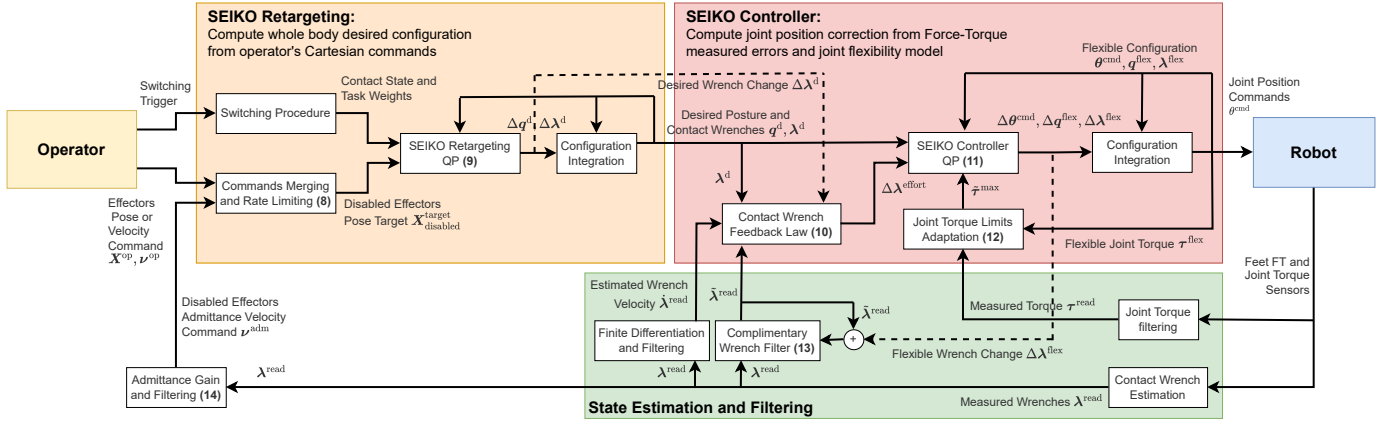 SEIKO Retargeting:
Compute whole body desired configuration
from operator's Cartesian commands
SEIKO Controller:
Compute joint position correction from Force-Torque
measured errors and joint flexibility model
Switching
Trigger
Contact State and
Task Weights
Switching Procedure
Operator
Commands Merging
and Rate Limiting (8)
Effectors
Pose or
Velocity
Command
X^op, ν^op
Disabled Effectors
Pose Target X^target_disabled
SEIKO Retargeting
QP (9)
Δq^d, Δλ^d
Configuration
Integration
Desired Wrench Change Δλ^d
Desired Posture and
Contact Wrenches q^d, λ^d
λ^d
Contact Wrench
Feedback Law (10)
Δλ^effort
SEIKO Controller
QP (11)
τ̃^max
Joint Torque Limits
Adaptation (12)
Flexible Configuration
θ^cmd, q^flex, λ^flex
Δθ^cmd, Δq^flex, Δλ^flex
Configuration
Integration
Flexible Joint Torque τ^flex
Joint Position
Commands
θ^cmd
Robot
Feet FT and
Joint Torque
Sensors
Disabled Effectors
Admittance Velocity
Command ν^adm
Admittance Gain
and Filtering (14)
λ^read
Estimated Wrench
Velocity λ̇^read
Finite Differentiation
and Filtering
λ^read
λ̃^read
Complimentary
Wrench Filter (13)
λ^read
λ̃^read
+
Flexible Wrench Change Δλ^flex
Measured Torque τ^read
Joint Torque
filtering
Contact Wrench
Estimation
Measured Wrenches λ^read
State Estimation and Filtering